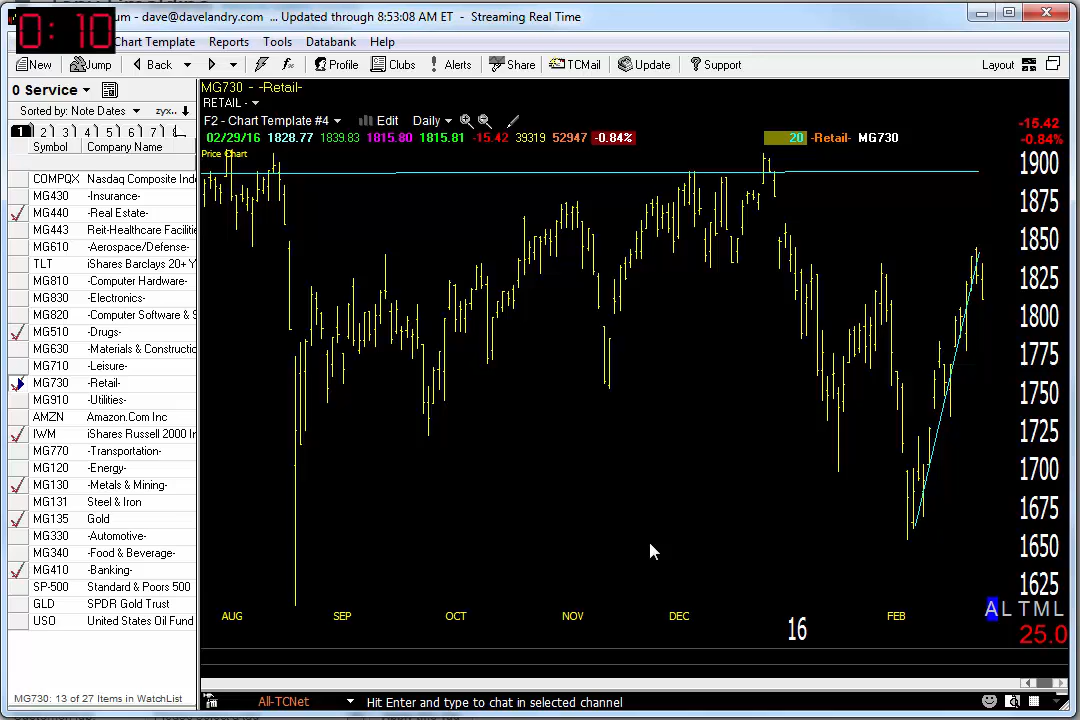 0:10
um - dave@davelandry.com ... Updated through 8:53:08 AM ET - Streaming Real Time
Chart Template Reports Tools Databank Help
New Jump Back Profile Clubs Alerts Share TCMail Update Support Layout
0 Service
Sorted by: Note Dates zyx..
1 2 3 4 5 6 7
Symbol Company Name
COMPQX Nasdaq Composite Inde
MG430 -Insurance-
MG440 -Real Estate-
MG443 Reit-Healthcare Facilitie
MG610 -Aerospace/Defense-
TLT iShares Barclays 20+ Y
MG810 -Computer Hardware-
MG830 -Electronics-
MG820 -Computer Software & S
MG510 -Drugs-
MG630 -Materials & Constructio
MG710 -Leisure-
MG730 -Retail-
MG910 -Utilities-
AMZN Amazon.Com Inc
IWM iShares Russell 2000 In
MG770 -Transportation-
MG120 -Energy-
MG130 -Metals & Mining-
MG131 Steel & Iron
MG135 Gold
MG330 -Automotive-
MG340 -Food & Beverage-
MG410 -Banking-
SP-500 Standard & Poors 500
GLD SPDR Gold Trust
USO United States Oil Fund
MG730: 13 of 27 Items in WatchList
MG730 - -Retail-
RETAIL -
F2 - Chart Template #4 Edit Daily
02/29/16 1828.77 1839.83 1815.80 1815.81 -15.42 39319 52947 -0.84% 20 -Retail- MG730
Price Chart
-15.42
-0.84%
1900
1875
1850
1825
1800
1775
1750
1725
1700
1675
1650
1625
A L T M L
25.0
AUG SEP OCT NOV DEC 16 FEB
All-TCNet Hit Enter and type to chat in selected channel